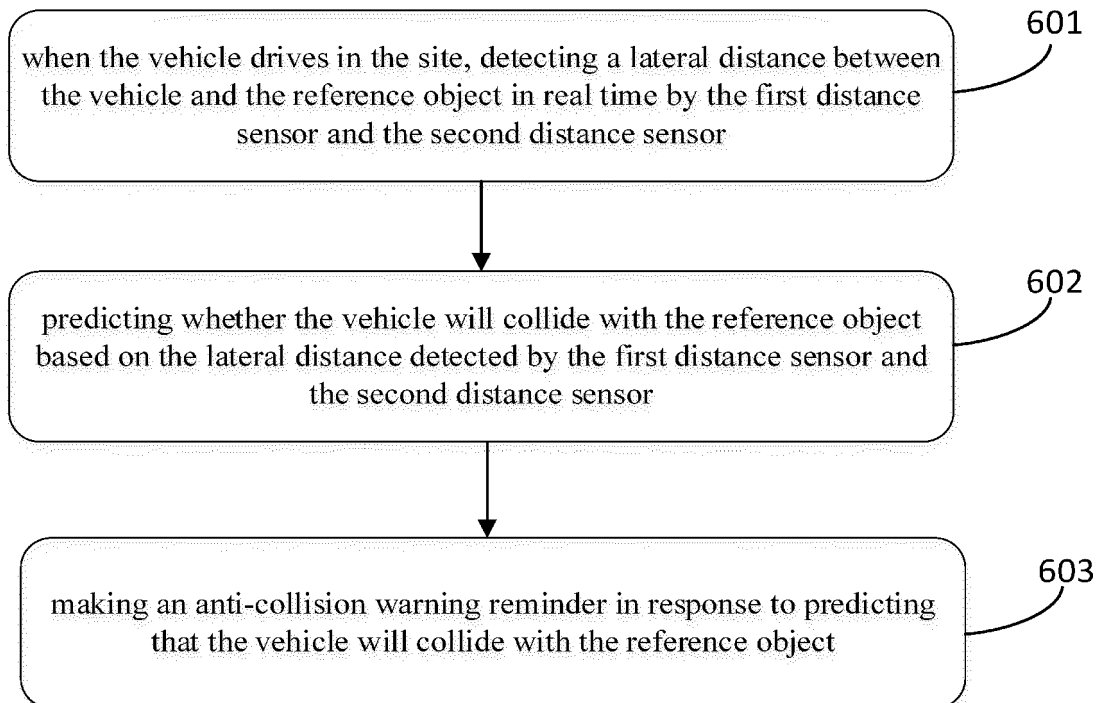 when the vehicle drives in the site, detecting a lateral distance between
the vehicle and the reference object in real time by the first distance
sensor and the second distance sensor
601
predicting whether the vehicle will collide with the reference object
based on the lateral distance detected by the first distance sensor and
the second distance sensor
602
making an anti-collision warning reminder in response to predicting
that the vehicle will collide with the reference object
603